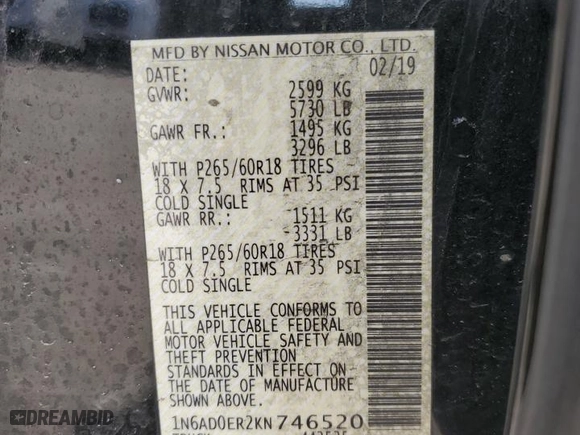 MFD BY NISSAN MOTOR CO., LTD.
DATE: 02/19
GVWR: 2599 KG
5730 LB
GAWR FR.: 1495 KG
3296 LB
WITH P265/60R18 TIRES
18 X 7.5 RIMS AT 35 PSI
COLD SINGLE
GAWR RR.: 1511 KG
3331 LB
WITH P265/60R18 TIRES
18 X 7.5 RIMS AT 35 PSI
COLD SINGLE
THIS VEHICLE CONFORMS TO
ALL APPLICABLE FEDERAL
MOTOR VEHICLE SAFETY AND
THEFT PREVENTION
STANDARDS IN EFFECT ON
THE DATE OF MANUFACTURE
SHOWN ABOVE
1N6AD0ER2KN746520